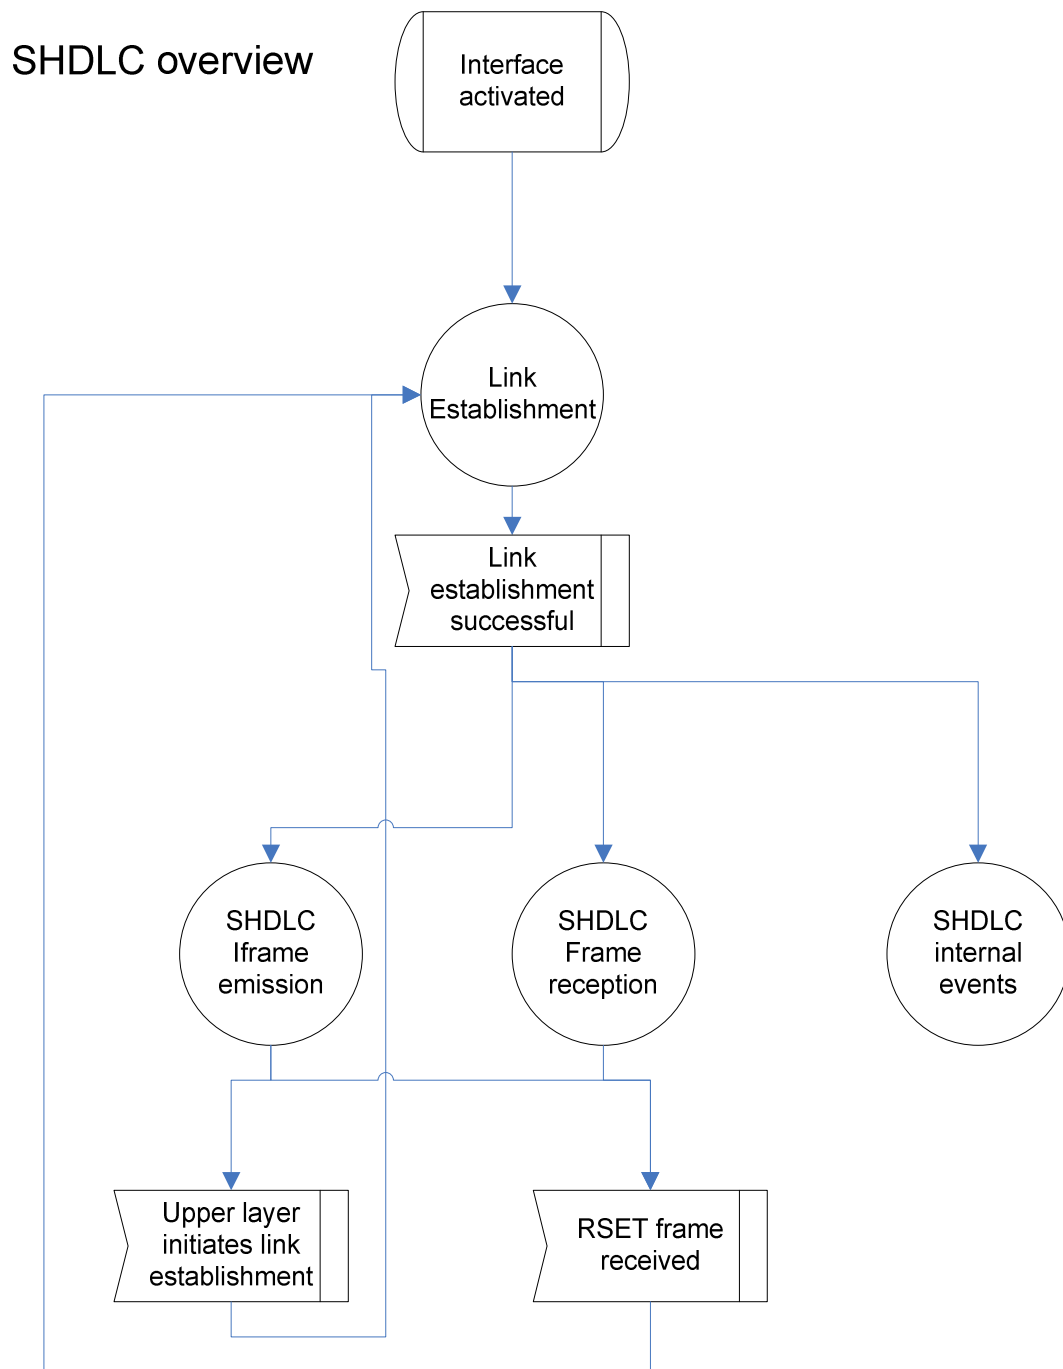 SHDLC overview
Interface
activated
Link
Establishment
Link
establishment
successful
SHDLC
Iframe
emission
SHDLC
Frame
reception
SHDLC
internal
events
Upper layer
initiates link
establishment
RSET frame
received